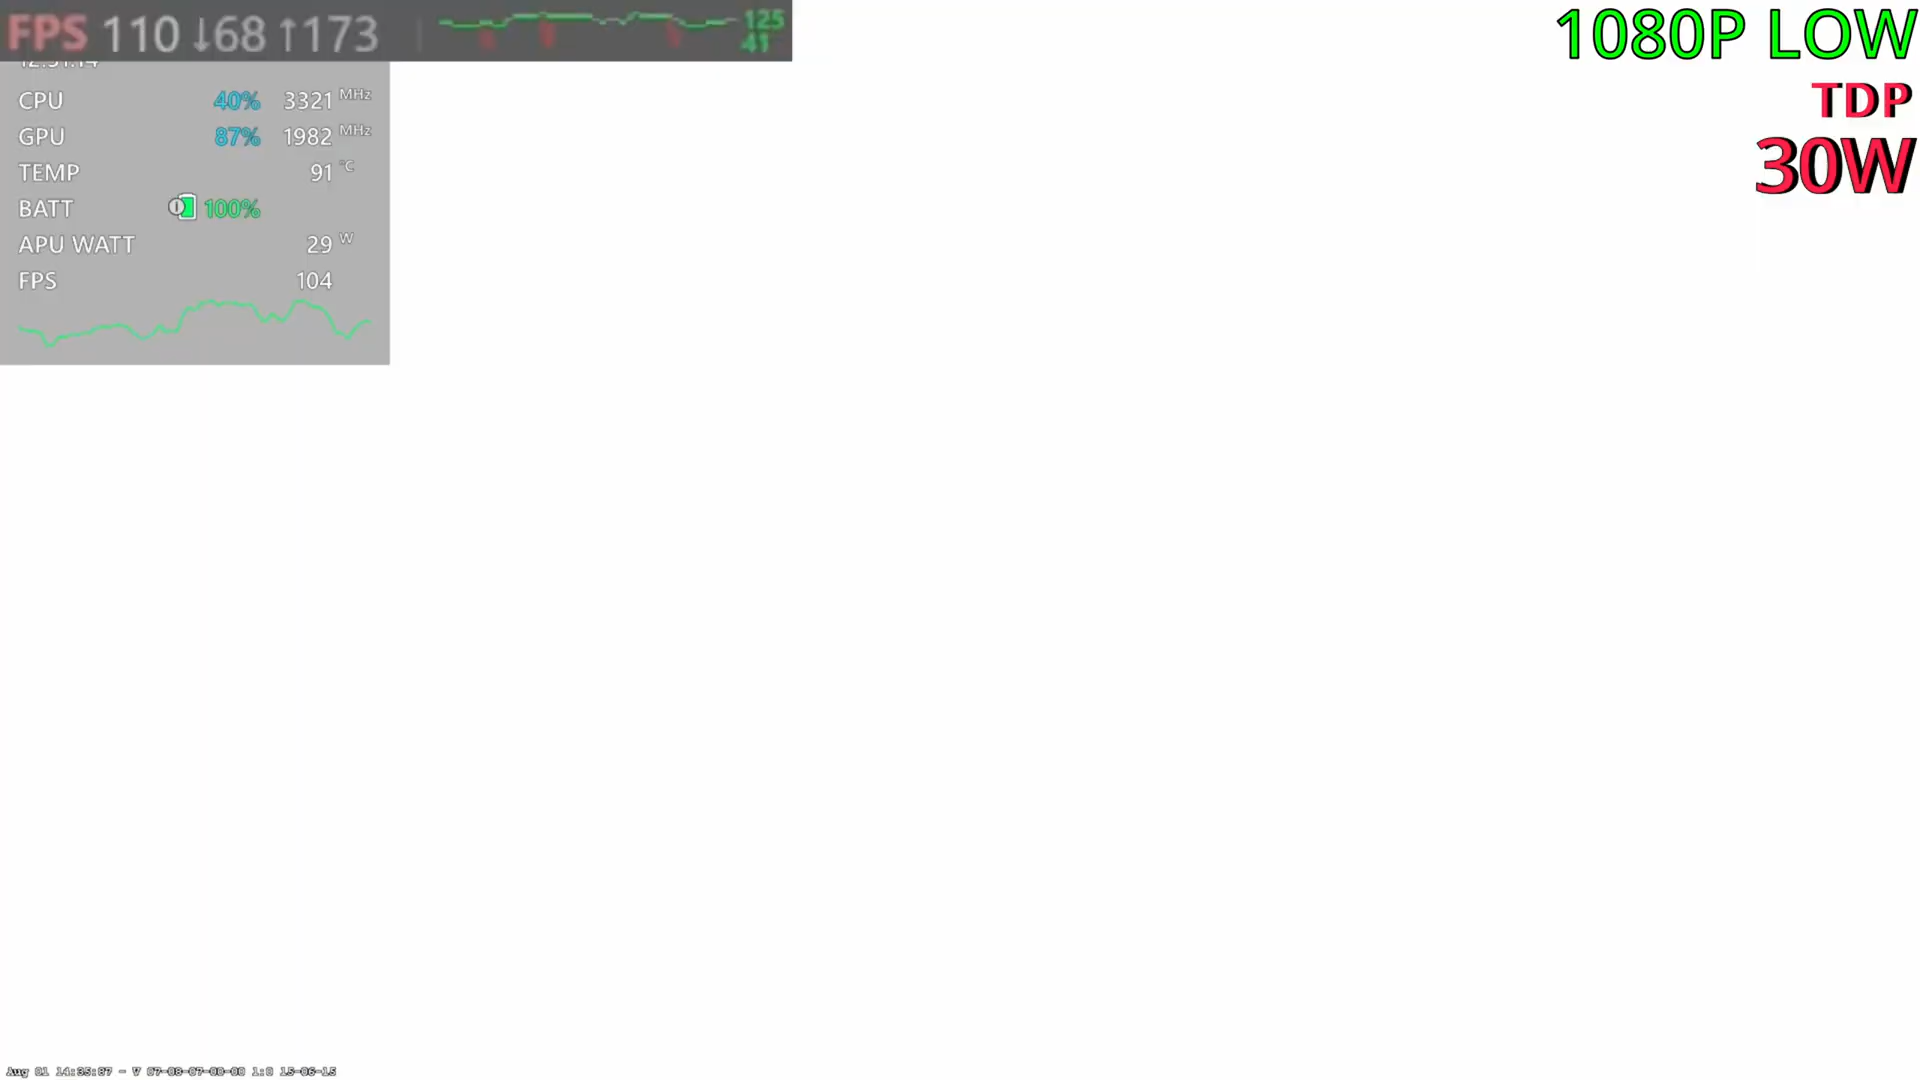 FPS 110 ↓68 ↑173 125
41
1080P LOW
TDP
30W
CPU 40% 3321 MHz
GPU 87% 1982 MHz
TEMP 91 °C
BATT 100%
APU WATT 29 W
FPS 104